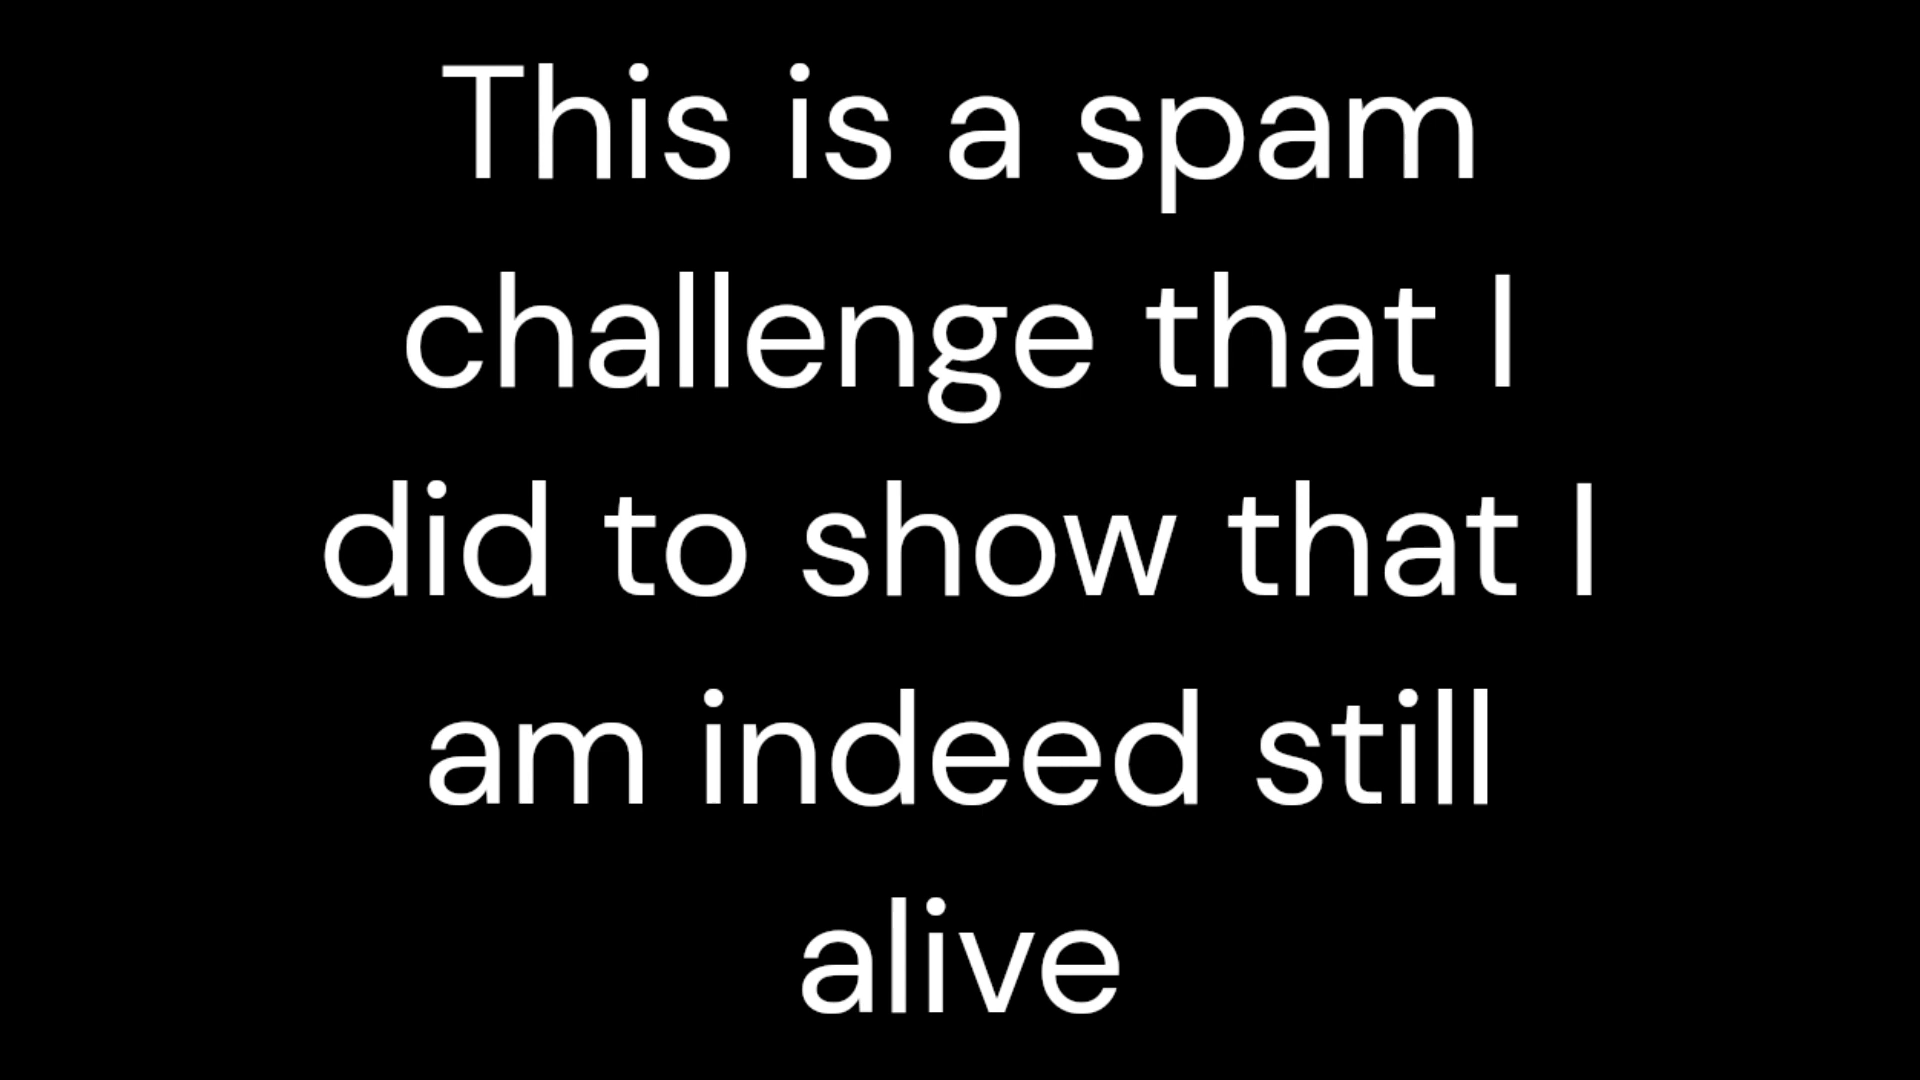 This is a spam
challenge that I
did to show that I
am indeed still
alive